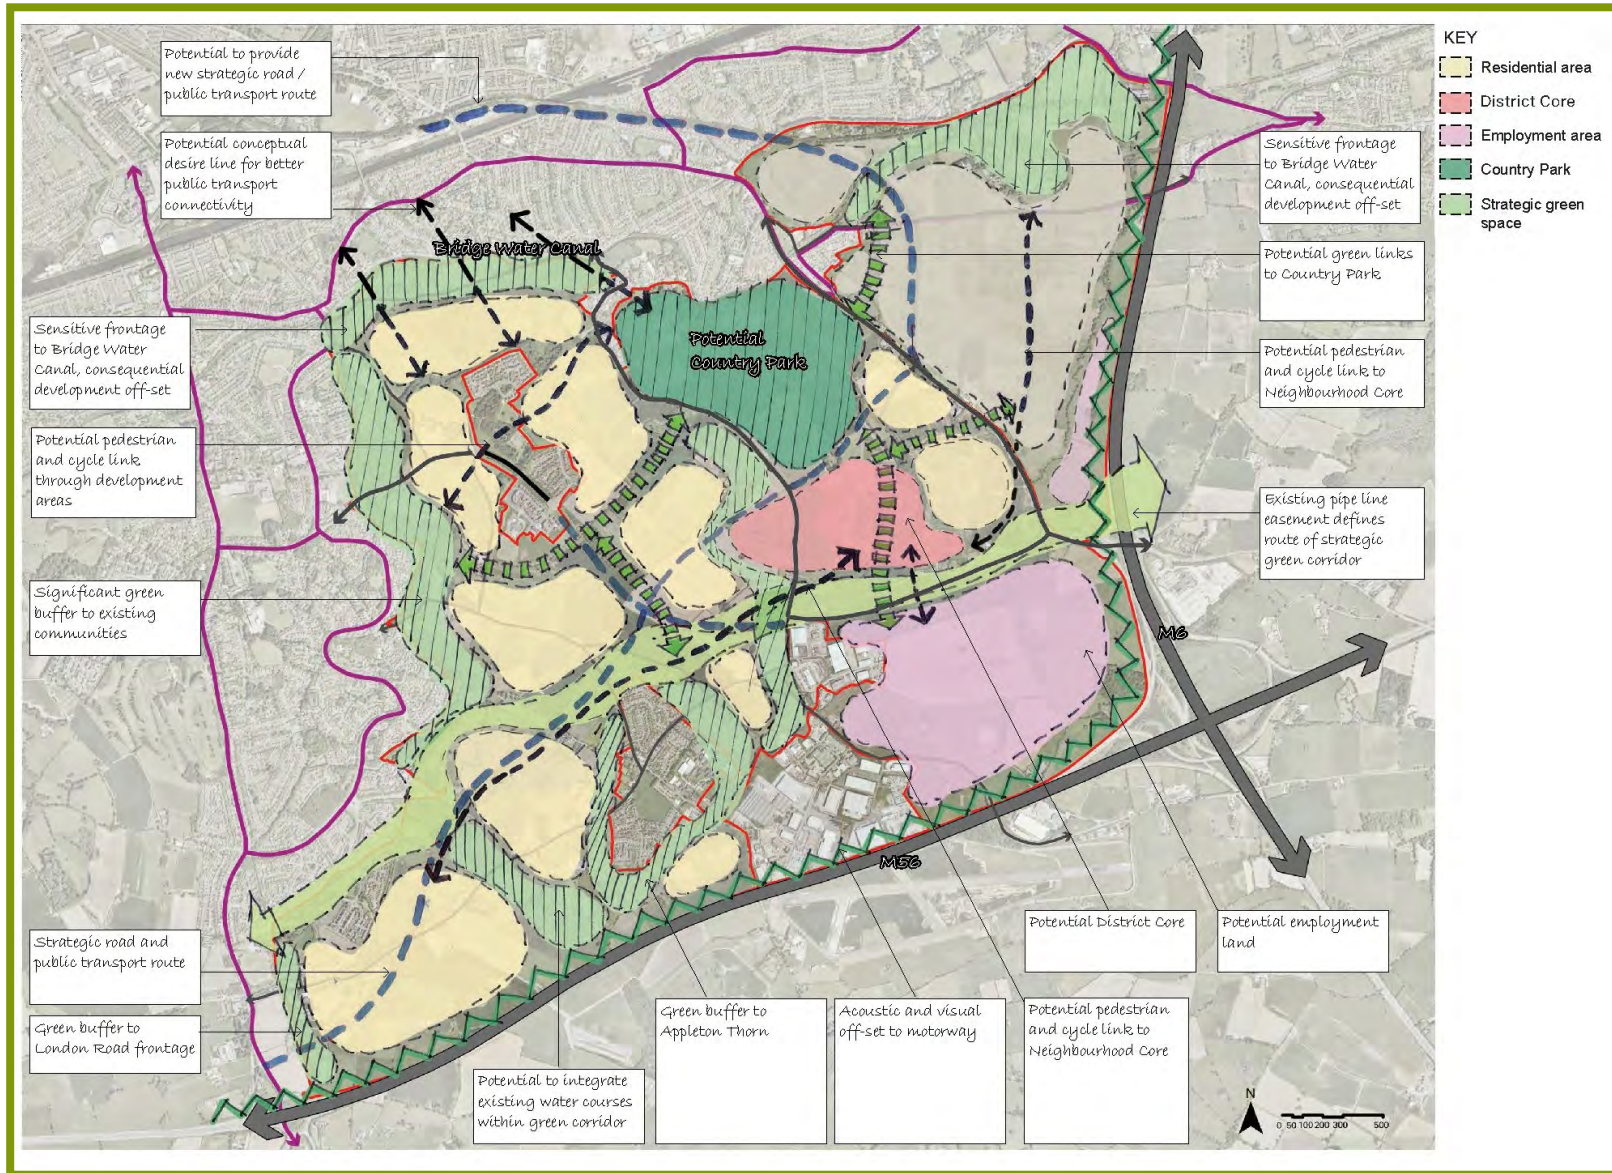 Potential to provide
new strategic road /
public transport route
Potential conceptual
desire line for better
public transport
connectivity
Bridge Water Canal
Sensitive frontage
to Bridge Water
Canal, consequential
development off-set
Potential pedestrian
and cycle link
through development
areas
Significant green
buffer to existing
communities
Strategic road and
public transport route
Green buffer to
London Road frontage
Potential
Country Park
Potential to integrate
existing water courses
within green corridor
Green buffer to
Appleton Thorn
Acoustic and visual
off-set to motorway
Potential pedestrian
and cycle link to
Neighbourhood Core
Potential District Core
Potential employment
land
M6
M56
Sensitive frontage
to Bridge Water
Canal, consequential
development off-set
Potential green links
to Country Park
Potential pedestrian
and cycle link to
Neighbourhood Core
Existing pipe line
easement defines
route of strategic
green corridor
KEY
Residential area
District Core
Employment area
Country Park
Strategic green
space
N
0 50 100 200 300 500